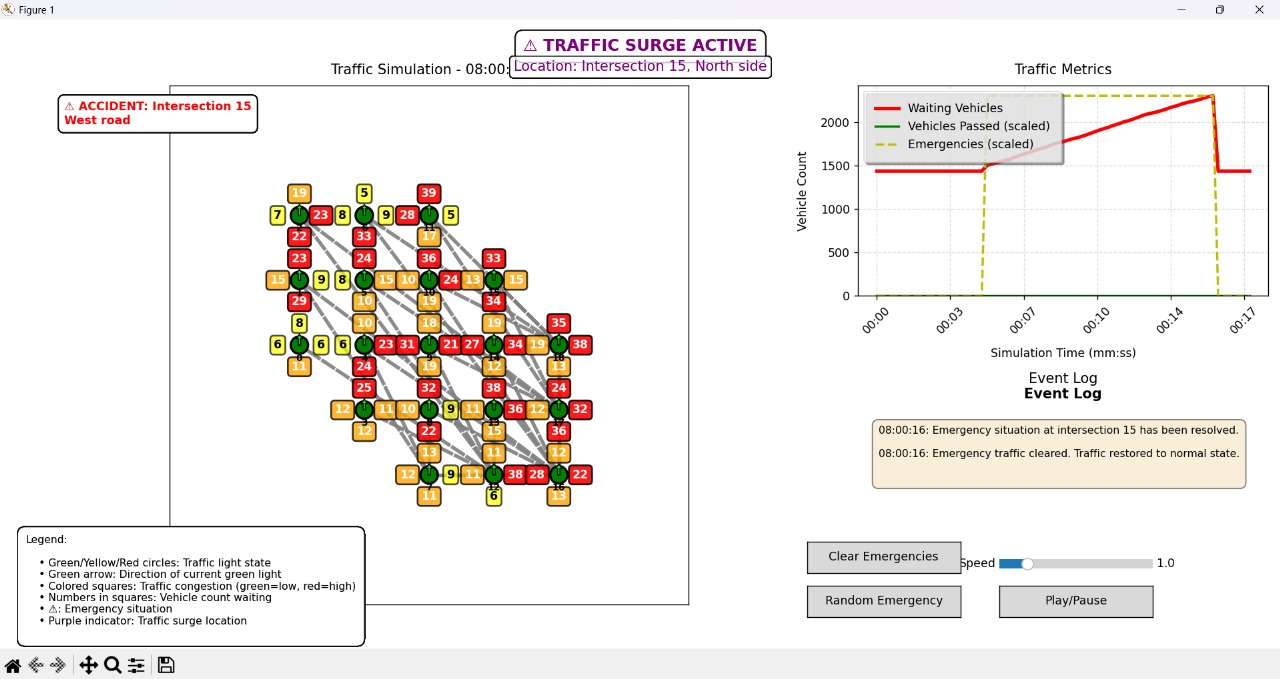 Figure 1
⚠ TRAFFIC SURGE ACTIVE
Location: Intersection 15, North side
Traffic Simulation - 08:00:
⚠ ACCIDENT: Intersection 15
West road
19 5 39
7 23 8 9 28 5
22 33 17
23 24 36 33
15 9 8 15 10 24 13 15
29 10 19 34
8 10 18 19 35
6 6 6 23 31 21 27 34 19 38
11 24 19 12 13
25 32 38 24
12 11 10 9 11 36 12 32
12 22 15 36
13 11 12
12 9 11 38 28 22
11 6 13
Legend:
• Green/Yellow/Red circles: Traffic light state
• Green arrow: Direction of current green light
• Colored squares: Traffic congestion (green=low, red=high)
• Numbers in squares: Vehicle count waiting
• ⚠: Emergency situation
• Purple indicator: Traffic surge location
Traffic Metrics
Waiting Vehicles
Vehicles Passed (scaled)
Emergencies (scaled)
Vehicle Count
2000
1500
1000
500
0
00:00 00:03 00:07 00:10 00:14 00:17
Simulation Time (mm:ss)
Event Log
Event Log
08:00:16: Emergency situation at intersection 15 has been resolved.
08:00:16: Emergency traffic cleared. Traffic restored to normal state.
Clear Emergencies
Speed 1.0
Random Emergency
Play/Pause